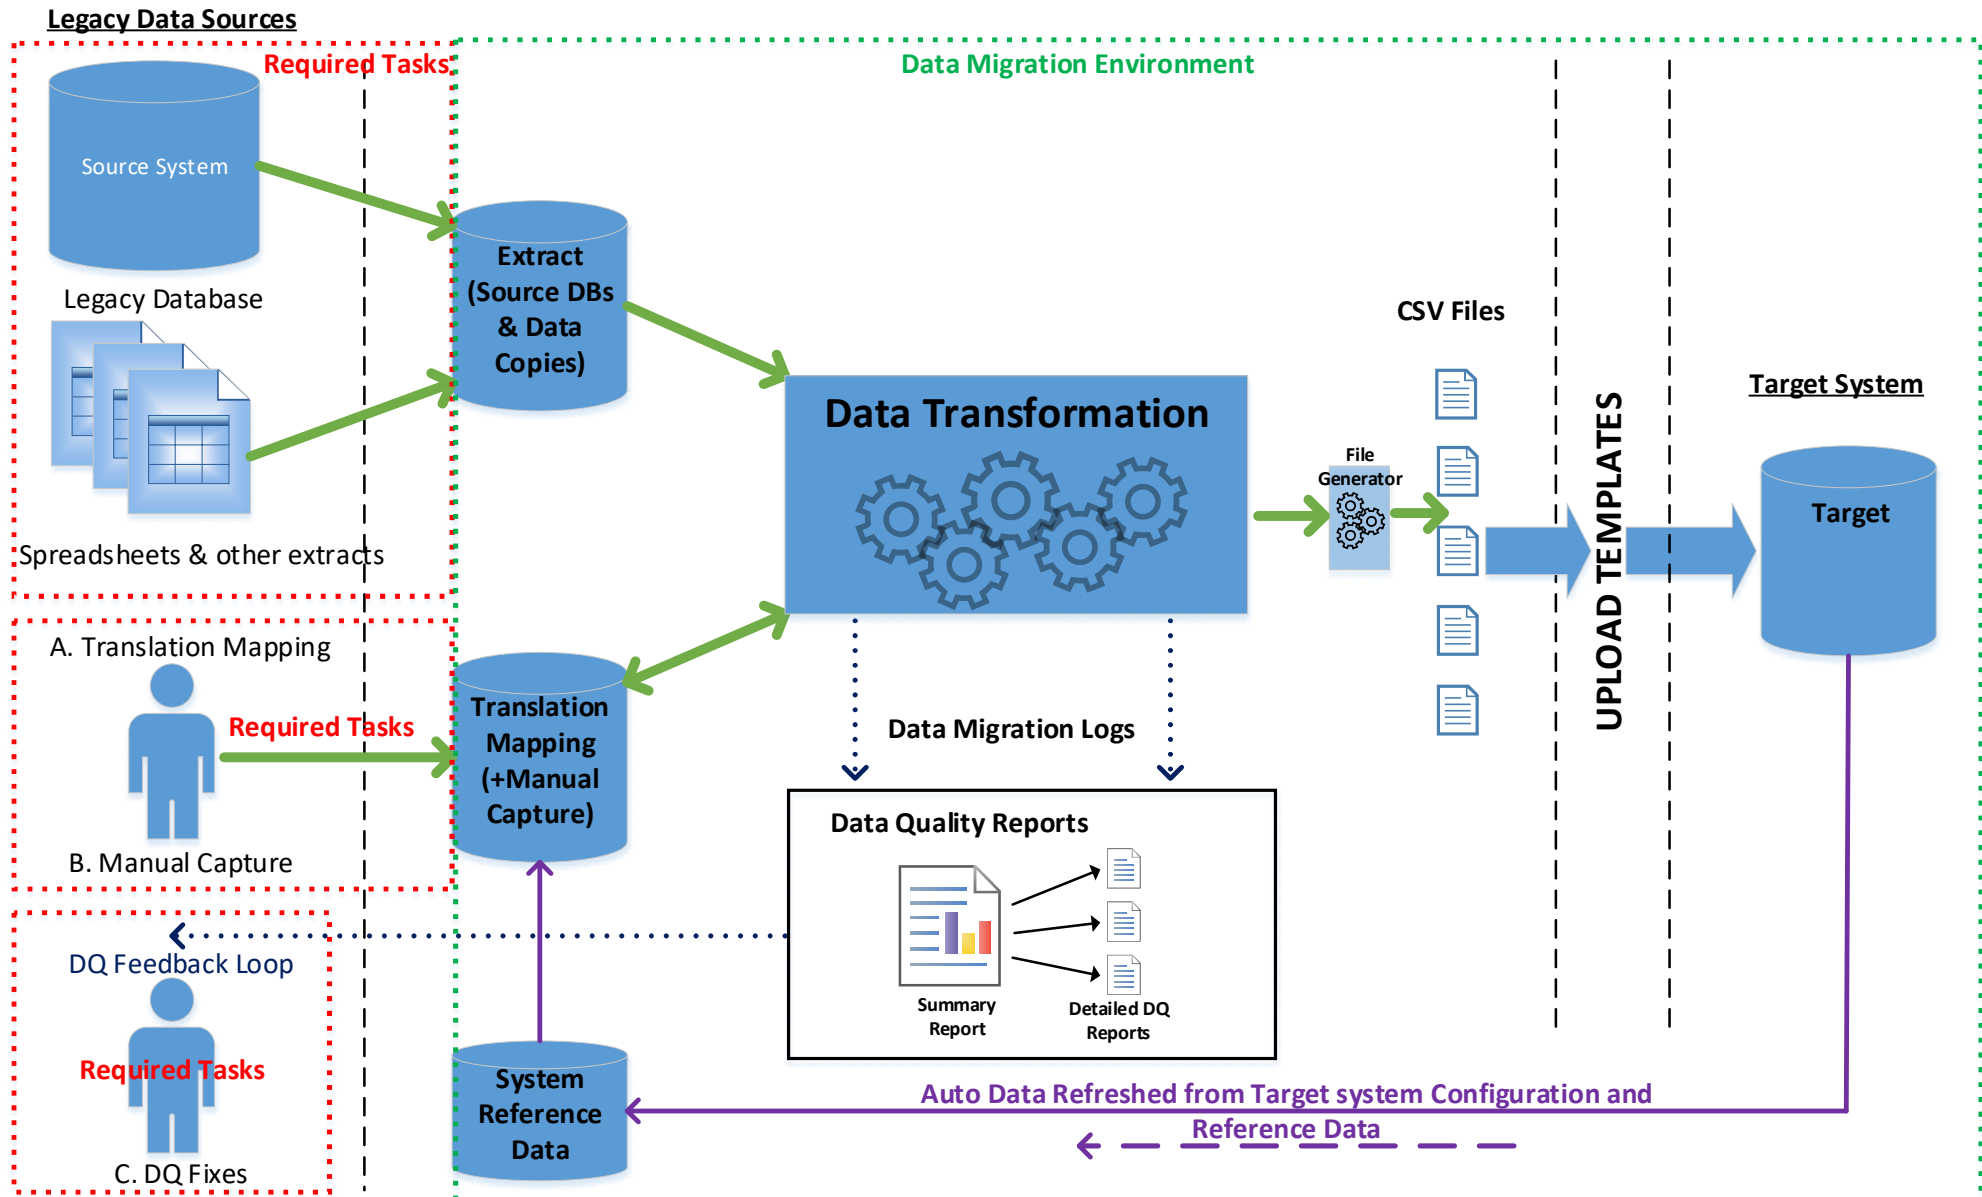 Legacy Data Sources
Required Tasks
Data Migration Environment
Source System
Legacy Database
Spreadsheets & other extracts
Extract
(Source DBs
& Data
Copies)
Data Transformation
File
Generator
CSV Files
UPLOAD TEMPLATES
Target System
Target
A. Translation Mapping
Required Tasks
B. Manual Capture
Translation
Mapping
(+Manual
Capture)
Data Migration Logs
Data Quality Reports
Summary
Report
Detailed DQ
Reports
DQ Feedback Loop
Required Tasks
C. DQ Fixes
System
Reference
Data
Auto Data Refreshed from Target system Configuration and
Reference Data